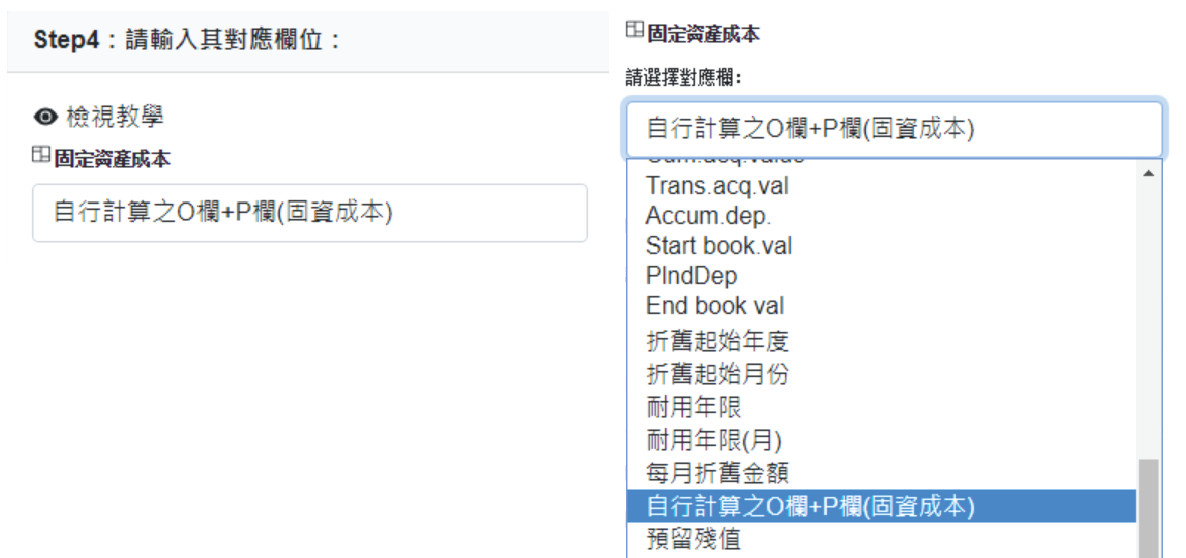 Step4：請輸入其對應欄位：
檢視教學
固定資產成本
自行計算之O欄+P欄(固資成本)
固定資產成本
請選擇對應欄：
自行計算之O欄+P欄(固資成本)
Trans.acq.val
Accum.dep.
Start book.val
PlndDep
End book val
折舊起始年度
折舊起始月份
耐用年限
耐用年限(月)
每月折舊金額
自行計算之O欄+P欄(固資成本)
預留殘值